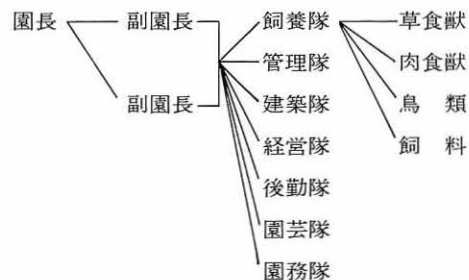 園長 副園長 飼養隊 草食獣
管理隊 肉食獣
副園長 建築隊 鳥類
経営隊 飼料
後勤隊
園芸隊
園務隊